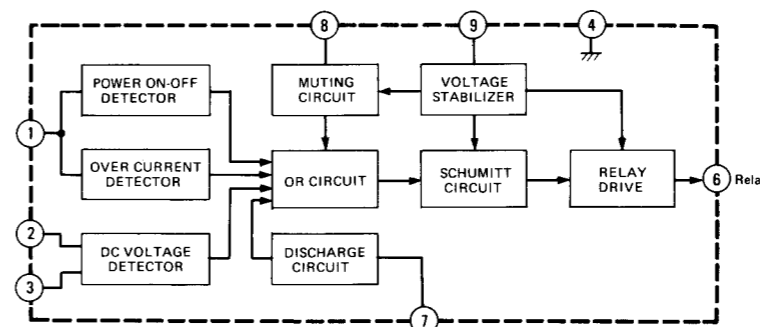 8
9
4
POWER ON-OFF
DETECTOR
MUTING
CIRCUIT
VOLTAGE
STABILIZER
1
OVER CURRENT
DETECTOR
OR CIRCUIT
SCHUMITT
CIRCUIT
RELAY
DRIVE
6 Rela
2
DC VOLTAGE
DETECTOR
DISCHARGE
CIRCUIT
3
7